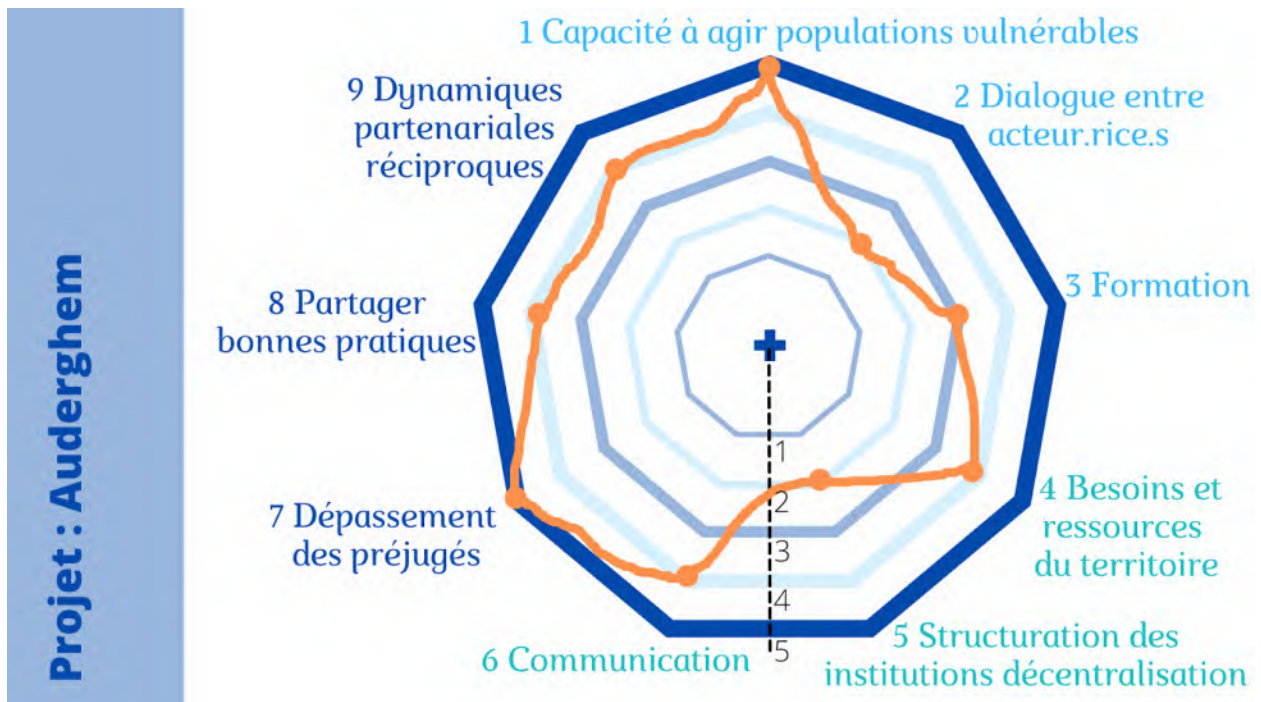 Projet : Auderghem
1 Capacité à agir populations vulnérables
2 Dialogue entre
acteur.rice.s
3 Formation
4 Besoins et
ressources
du territoire
5 Structuration des
institutions décentralisation
6 Communication
7 Dépassement
des préjugés
8 Partager
bonnes pratiques
9 Dynamiques
partenariales
réciproques
1
2
3
4
5